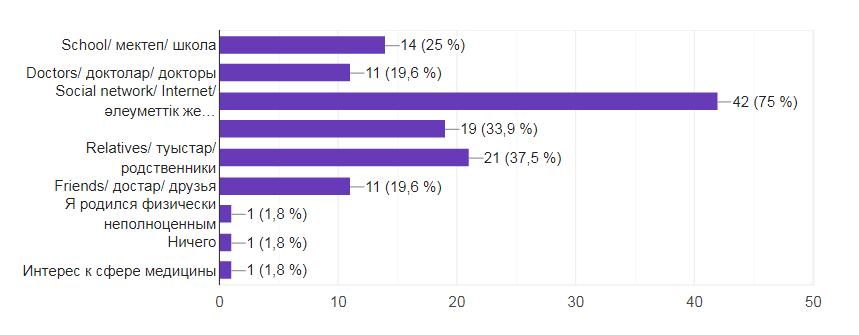 School/ мектеп/ школа
14 (25 %)
Doctors/ доктолар/ докторы
11 (19,6 %)
Social network/ Internet/
әлеуметтік же…
42 (75 %)
19 (33,9 %)
Relatives/ туыстар/
родственники
21 (37,5 %)
Friends/ достар/ друзья
11 (19,6 %)
Я родился физически
неполноценным
1 (1,8 %)
Ничего
1 (1,8 %)
Интерес к сфере медицины
1 (1,8 %)
0 10 20 30 40 50